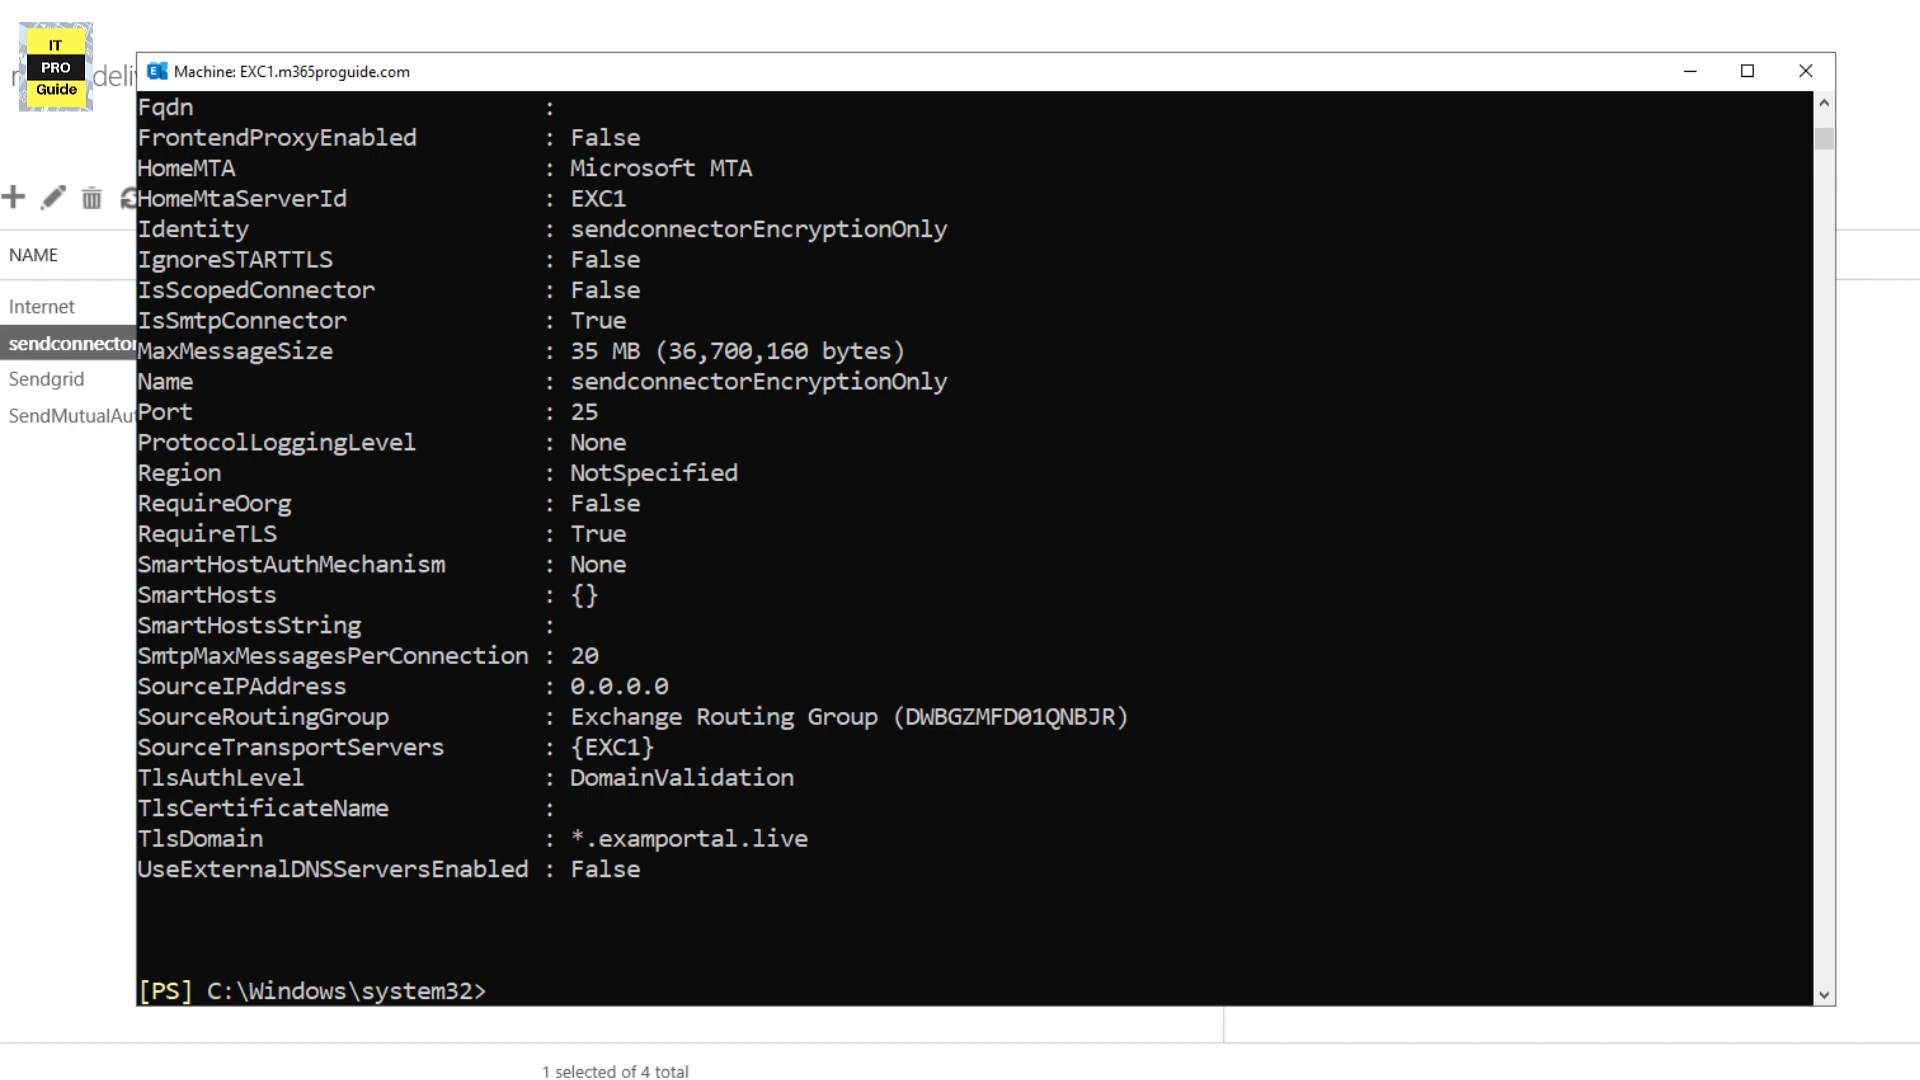 IT
PRO
Guide
Machine: EXC1.m365proguide.com
Fqdn :
FrontendProxyEnabled : False
HomeMTA : Microsoft MTA
HomeMtaServerId : EXC1
Identity : sendconnectorEncryptionOnly
IgnoreSTARTTLS : False
IsScopedConnector : False
IsSmtpConnector : True
MaxMessageSize : 35 MB (36,700,160 bytes)
Name : sendconnectorEncryptionOnly
Port : 25
ProtocolLoggingLevel : None
Region : NotSpecified
RequireOorg : False
RequireTLS : True
SmartHostAuthMechanism : None
SmartHosts : {}
SmartHostsString :
SmtpMaxMessagesPerConnection : 20
SourceIPAddress : 0.0.0.0
SourceRoutingGroup : Exchange Routing Group (DWBGZMFD01QNBJR)
SourceTransportServers : {EXC1}
TlsAuthLevel : DomainValidation
TlsCertificateName :
TlsDomain : *.examportal.live
UseExternalDNSServersEnabled : False
[PS] C:\Windows\system32>
NAME
Internet
sendconnector
Sendgrid
SendMutualAut
1 selected of 4 total